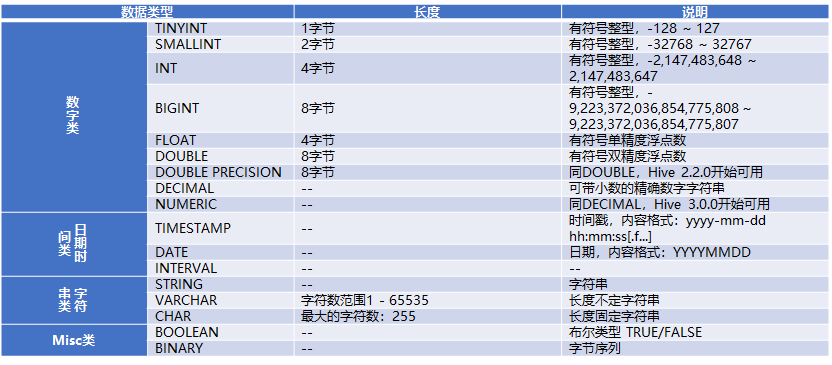 数据类型 长度 说明
数字类
TINYINT 1字节 有符号整型，-128 ~ 127
SMALLINT 2字节 有符号整型，-32768 ~ 32767
INT 4字节 有符号整型，-2,147,483,648 ~
2,147,483,647
BIGINT 8字节 有符号整型，-
9,223,372,036,854,775,808 ~
9,223,372,036,854,775,807
FLOAT 4字节 有符号单精度浮点数
DOUBLE 8字节 有符号双精度浮点数
DOUBLE PRECISION 8字节 同DOUBLE，Hive 2.2.0开始可用
DECIMAL -- 可带小数的精确数字字符串
NUMERIC -- 同DECIMAL，Hive 3.0.0开始可用
日期时间类
TIMESTAMP -- 时间戳，内容格式：yyyy-mm-dd
hh:mm:ss[.f...]
DATE -- 日期，内容格式：YYYYMMDD
INTERVAL -- --
字符串类
STRING -- 字符串
VARCHAR 字符数范围1 - 65535 长度不定字符串
CHAR 最大的字符数：255 长度固定字符串
Misc类
BOOLEAN -- 布尔类型 TRUE/FALSE
BINARY -- 字节序列